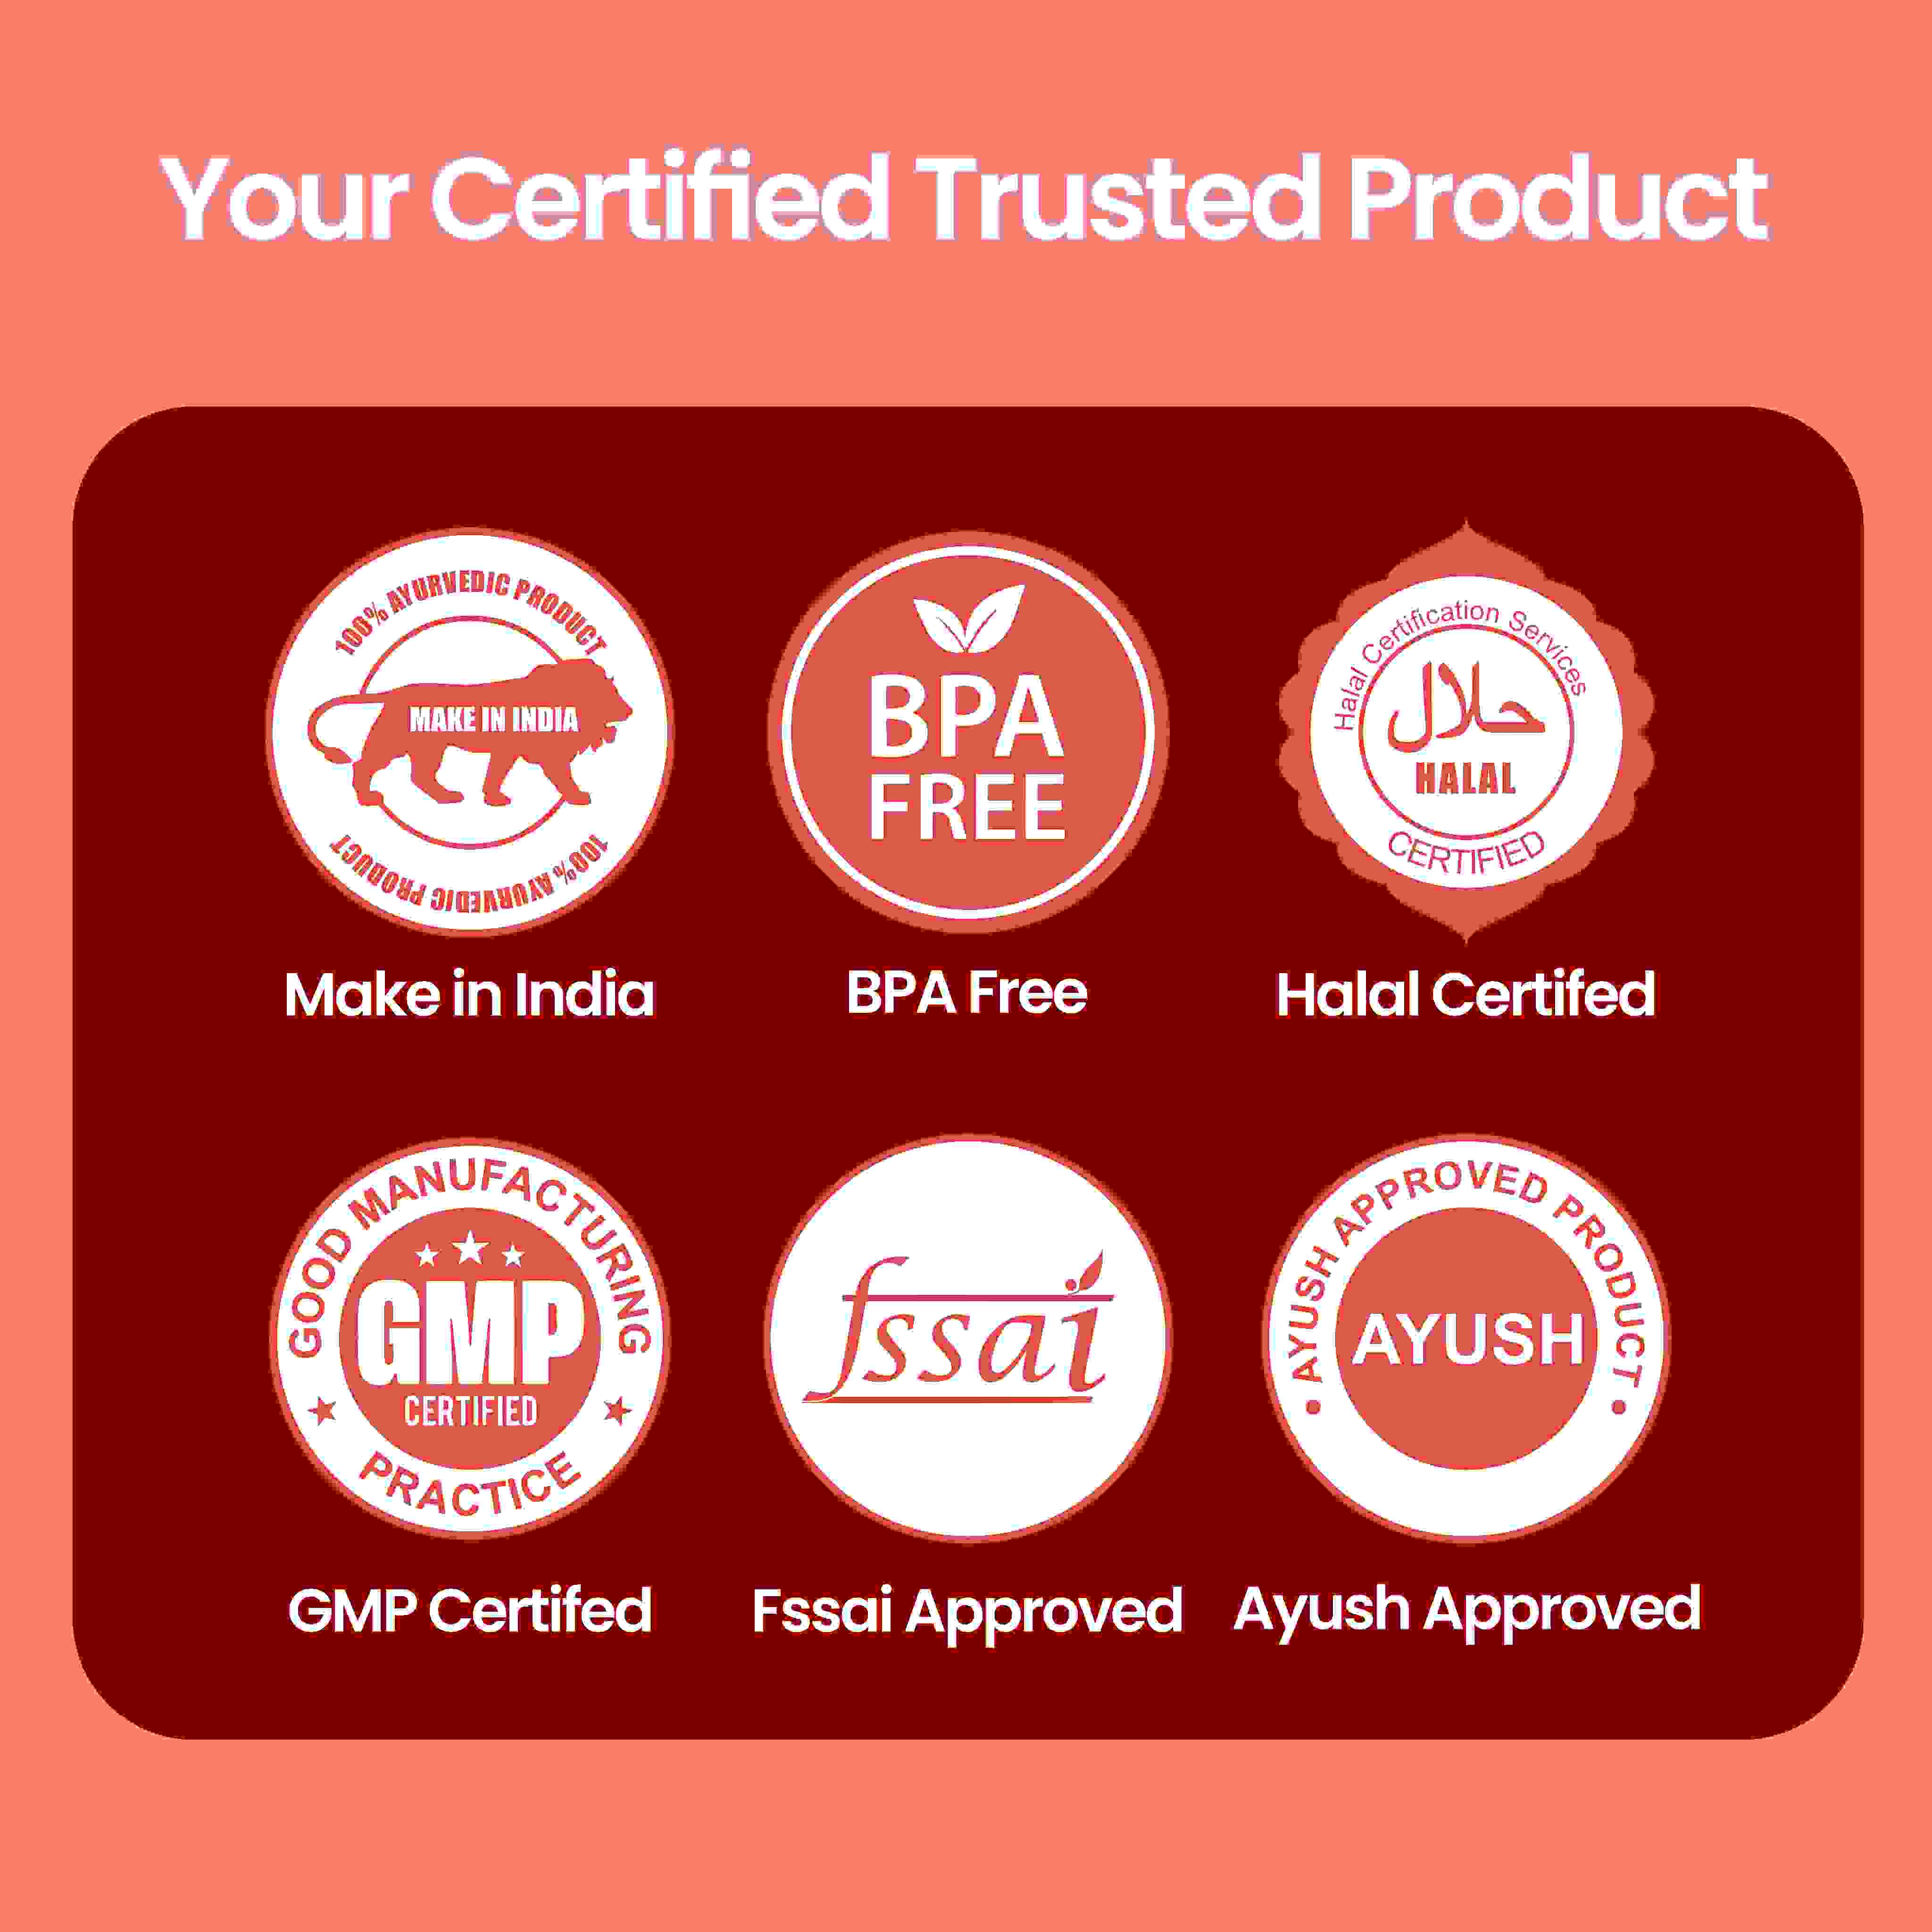 Your Certified Trusted Product
100% AYURVEDIC PRODUCT
MAKE IN INDIA
100% AYURVEDIC PRODUCT
Make in India
BPA
FREE
BPA Free
Halal Certification Services
حلال
HALAL
CERTIFIED
Halal Certifed
GOOD MANUFACTURING
GMP
CERTIFIED
PRACTICE
GMP Certifed
fssai
Fssai Approved
AYUSH APPROVED PRODUCT
AYUSH
Ayush Approved